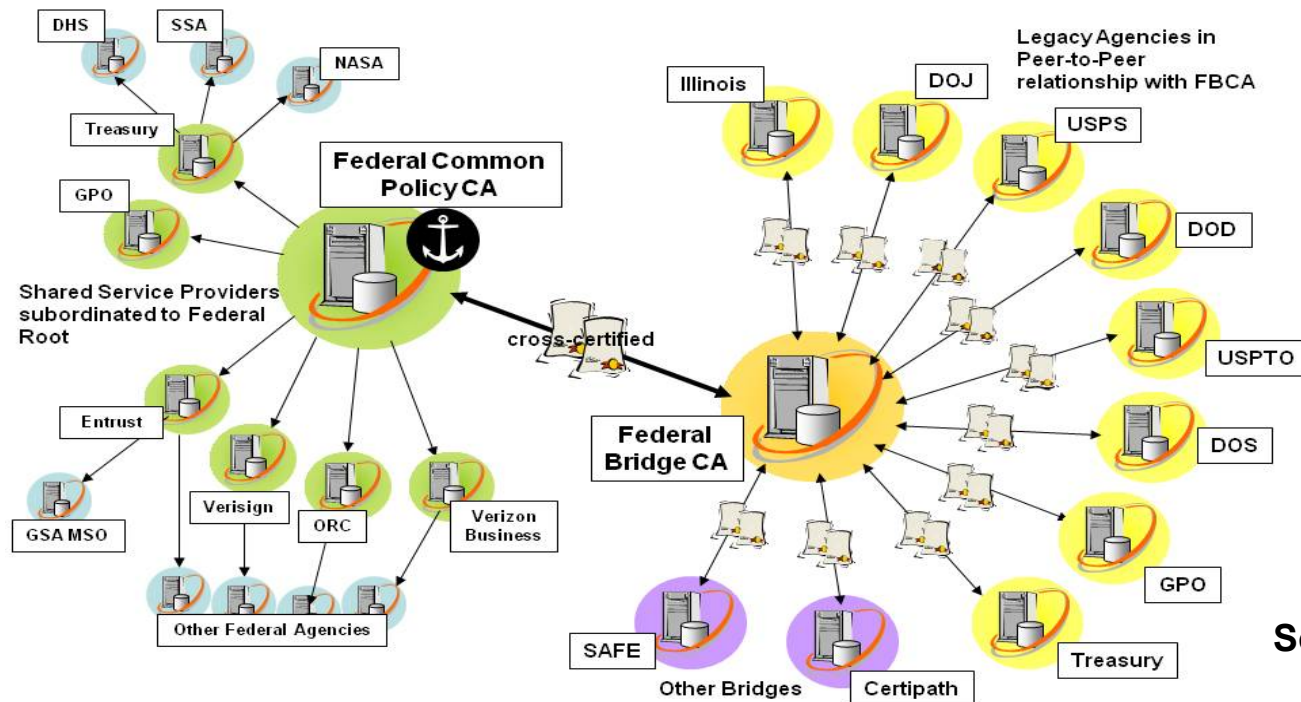 DHS
SSA
NASA
Treasury
GPO
Federal Common
Policy CA
Shared Service Providers
subordinated to Federal
Root
cross-certified
Entrust
GSA MSO
Verisign
ORC
Verizon
Business
Other Federal Agencies
Legacy Agencies in
Peer-to-Peer
relationship with FBCA
Illinois
DOJ
USPS
DOD
USPTO
DOS
GPO
Treasury
Federal
Bridge CA
SAFE
Other Bridges
Certipath